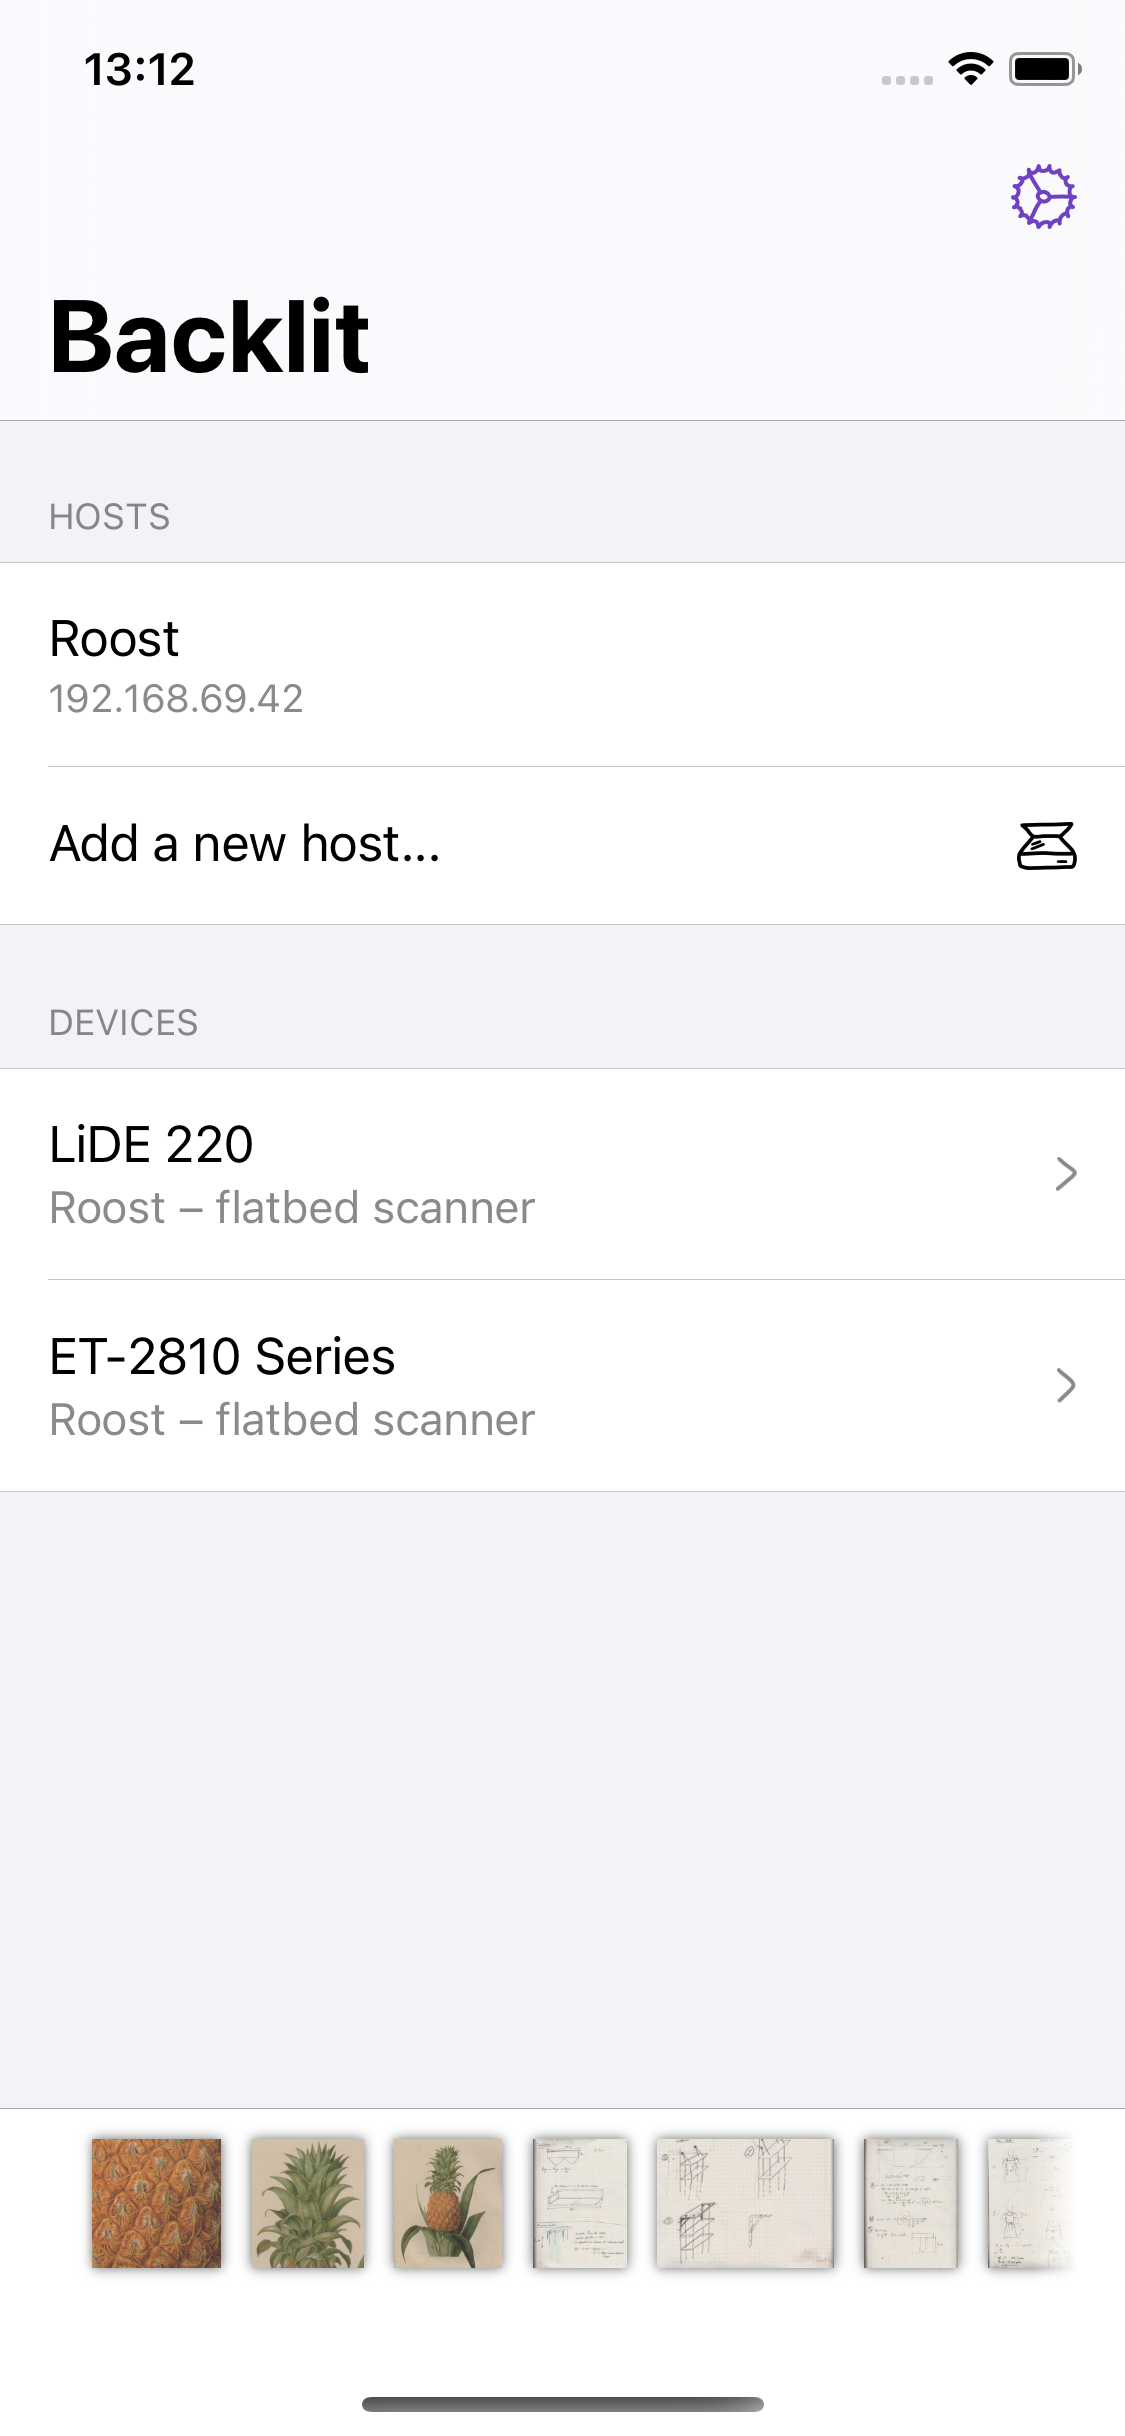 13:12
Backlit
HOSTS
Roost
192.168.69.42
Add a new host...
DEVICES
LiDE 220
Roost – flatbed scanner
ET-2810 Series
Roost – flatbed scanner